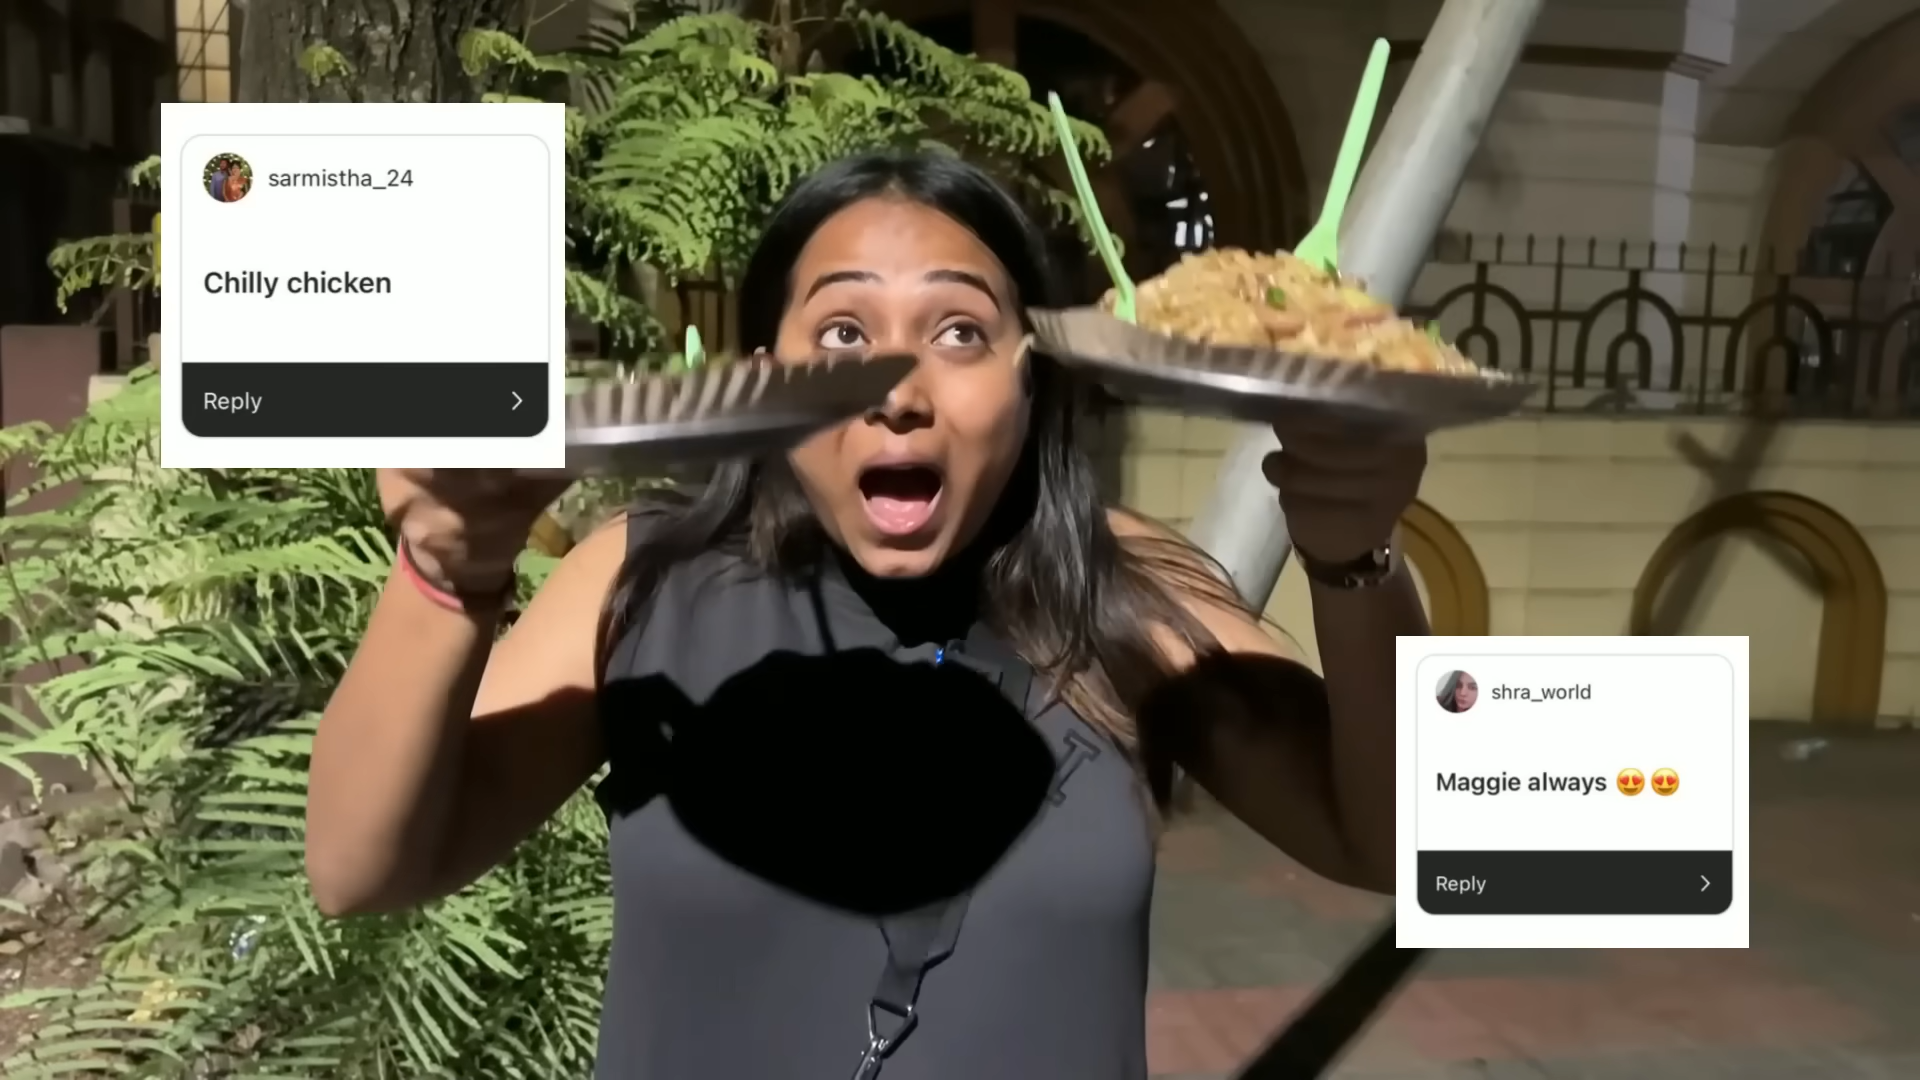 sarmistha_24
Chilly chicken
Reply
shra_world
Maggie always 😍😍
Reply